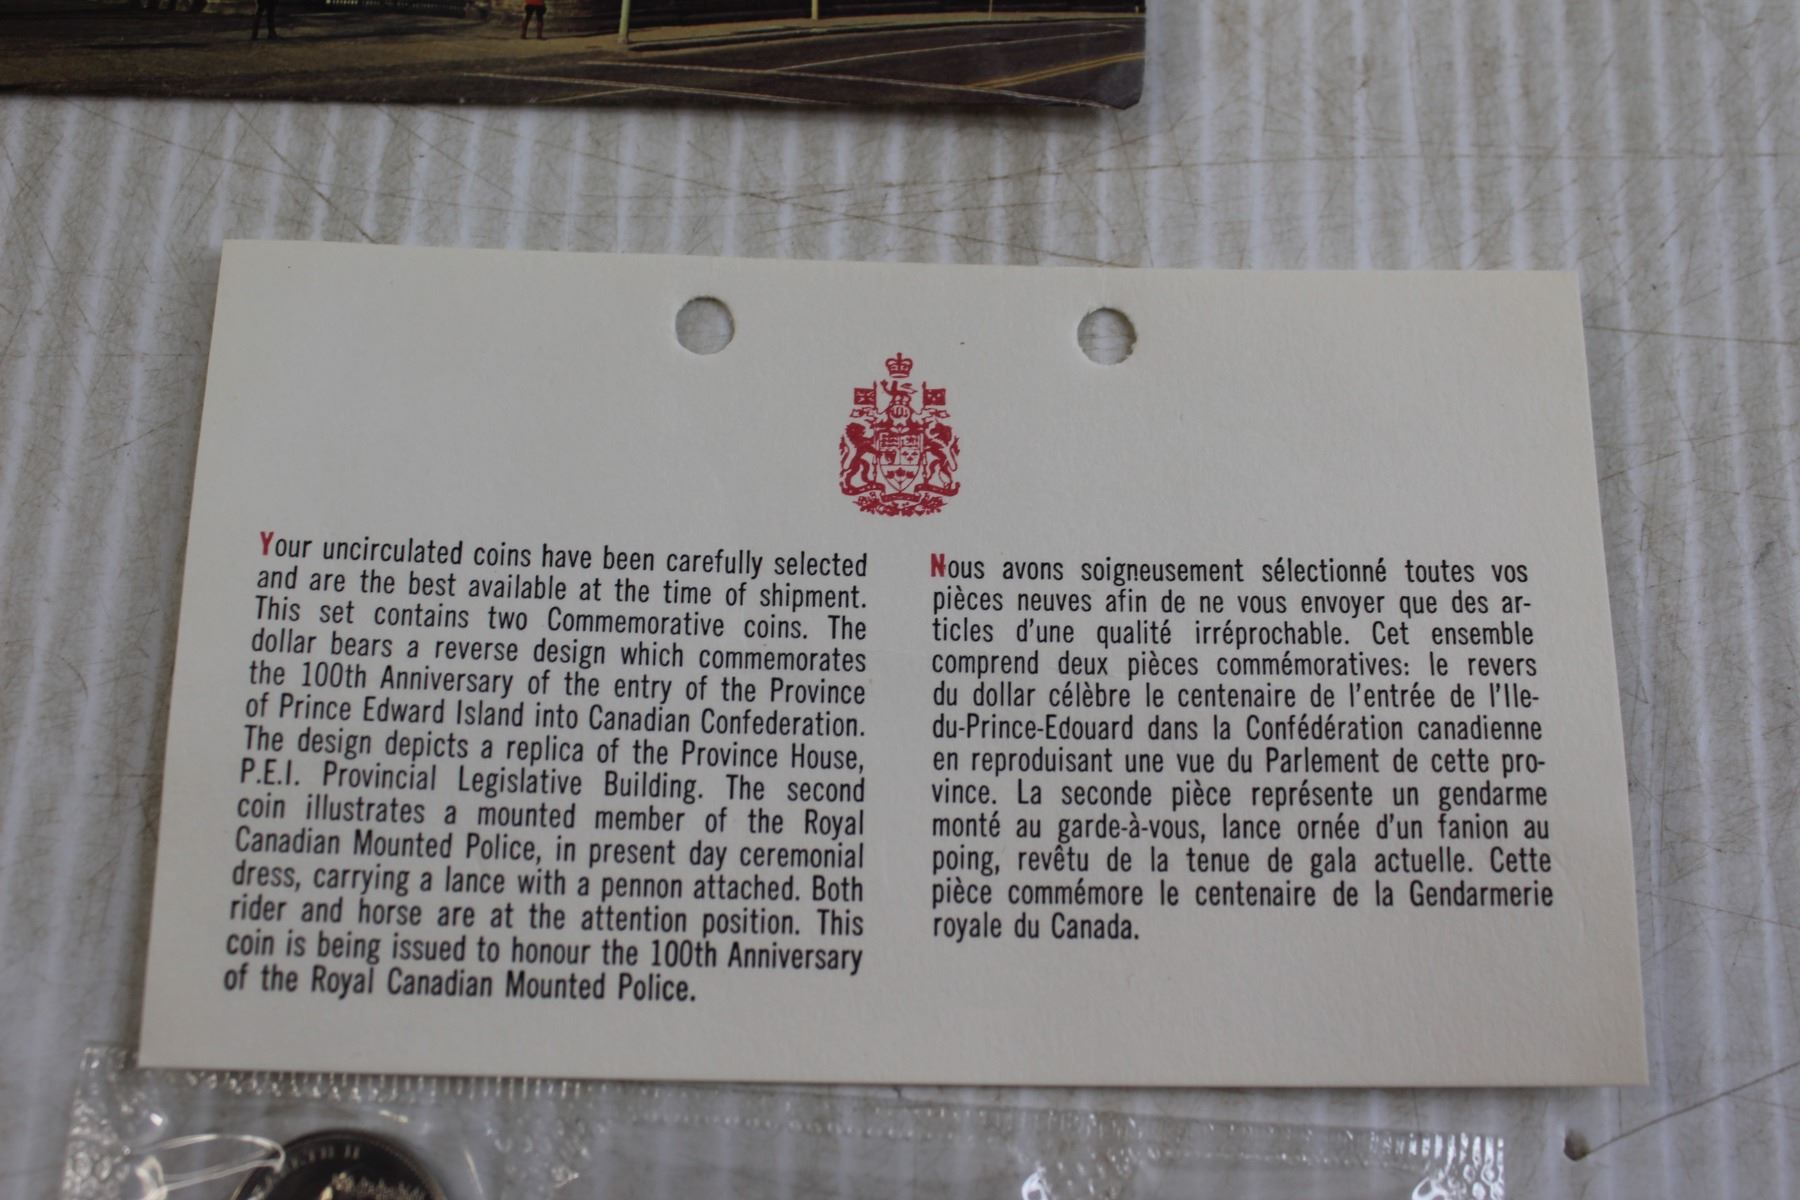 Your uncirculated coins have been carefully selected
and are the best available at the time of shipment.
This set contains two Commemorative coins. The
dollar bears a reverse design which commemorates
the 100th Anniversary of the entry of the Province
of Prince Edward Island into Canadian Confederation.
The design depicts a replica of the Province House,
P.E.I. Provincial Legislative Building. The second
coin illustrates a mounted member of the Royal
Canadian Mounted Police, in present day ceremonial
dress, carrying a lance with a pennon attached. Both
rider and horse are at the attention position. This
coin is being issued to honour the 100th Anniversary
of the Royal Canadian Mounted Police.
Nous avons soigneusement sélectionné toutes vos
pièces neuves afin de ne vous envoyer que des ar-
ticles d'une qualité irréprochable. Cet ensemble
comprend deux pièces commémoratives: le revers
du dollar célèbre le centenaire de l'entrée de l'Ile-
du-Prince-Edouard dans la Confédération canadienne
en reproduisant une vue du Parlement de cette pro-
vince. La seconde pièce représente un gendarme
monté au garde-à-vous, lance ornée d'un fanion au
poing, revêtu de la tenue de gala actuelle. Cette
pièce commémore le centenaire de la Gendarmerie
royale du Canada.